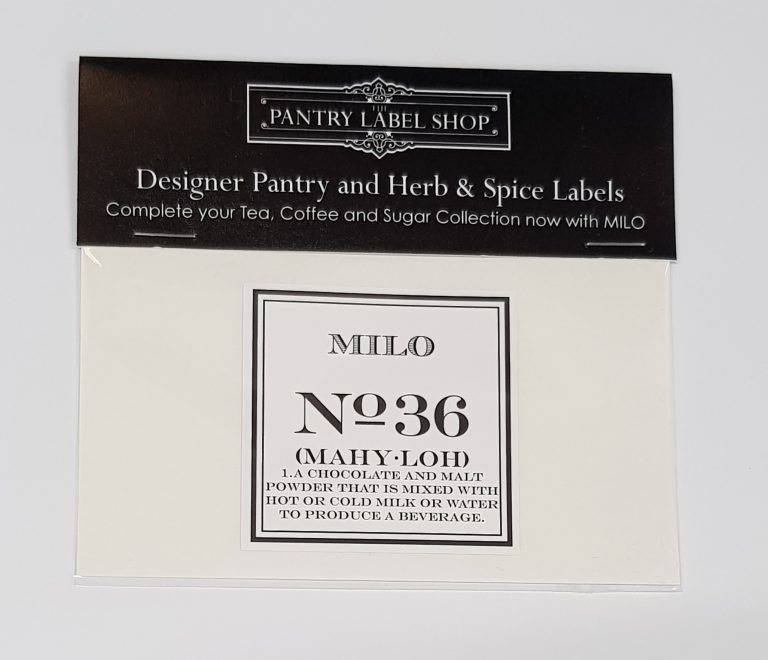 THE
PANTRY LABEL SHOP
Designer Pantry and Herb & Spice Labels
Complete your Tea, Coffee and Sugar Collection now with MILO
MILO
Nº 36
(MAHY·LOH)
1.A CHOCOLATE AND MALT
POWDER THAT IS MIXED WITH
HOT OR COLD MILK OR WATER
TO PRODUCE A BEVERAGE.